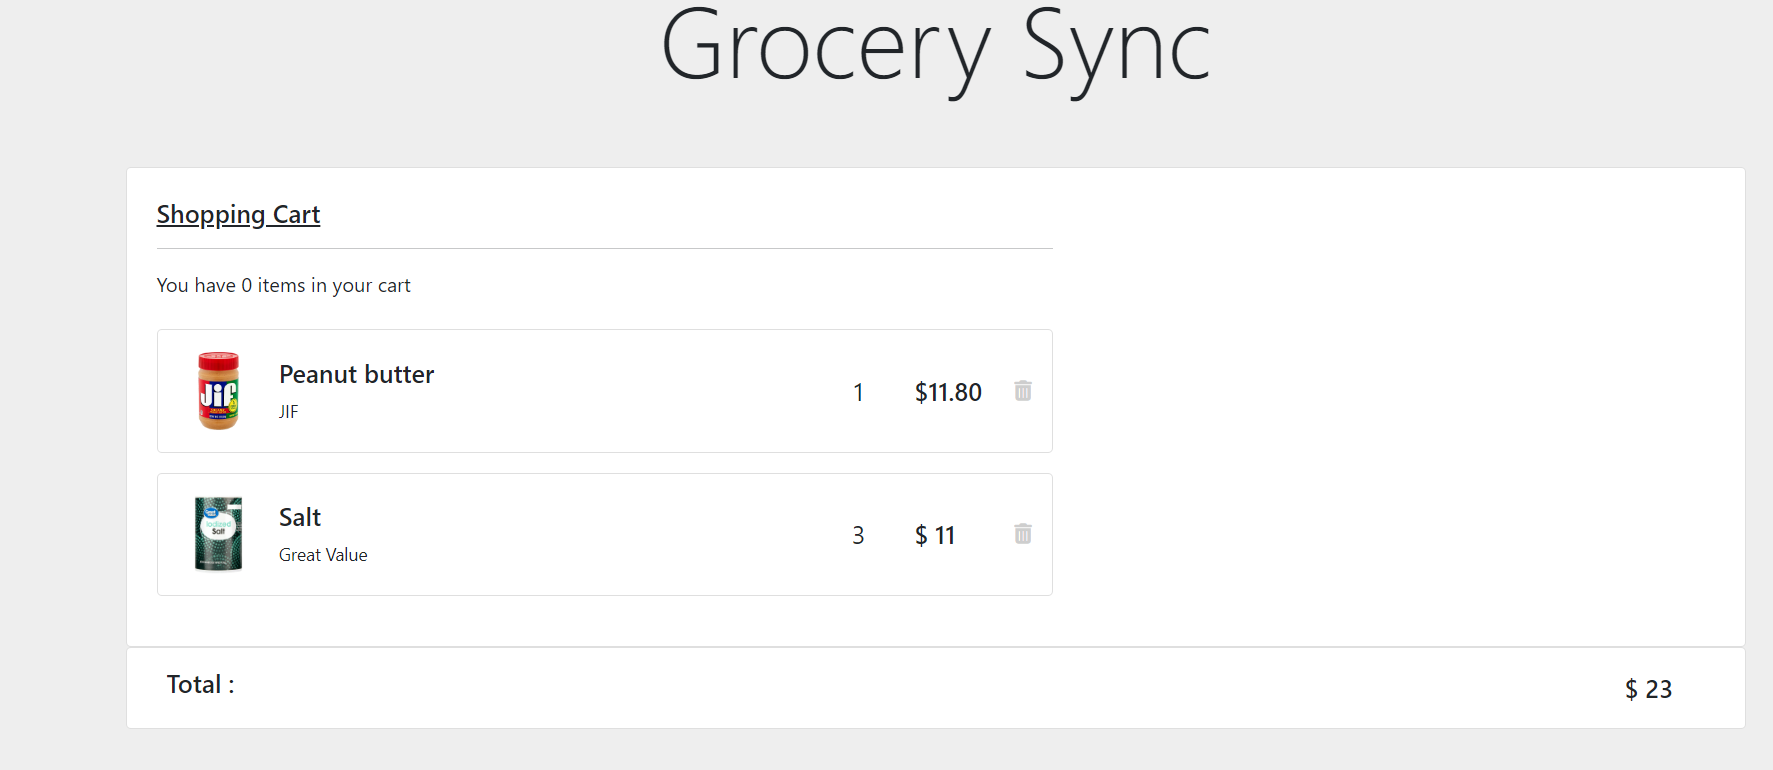 Grocery Sync
Shopping Cart
You have 0 items in your cart
Jif
Peanut butter
JIF
1
$11.80
Iodized
Salt
Salt
Great Value
3
$ 11
Total :
$ 23